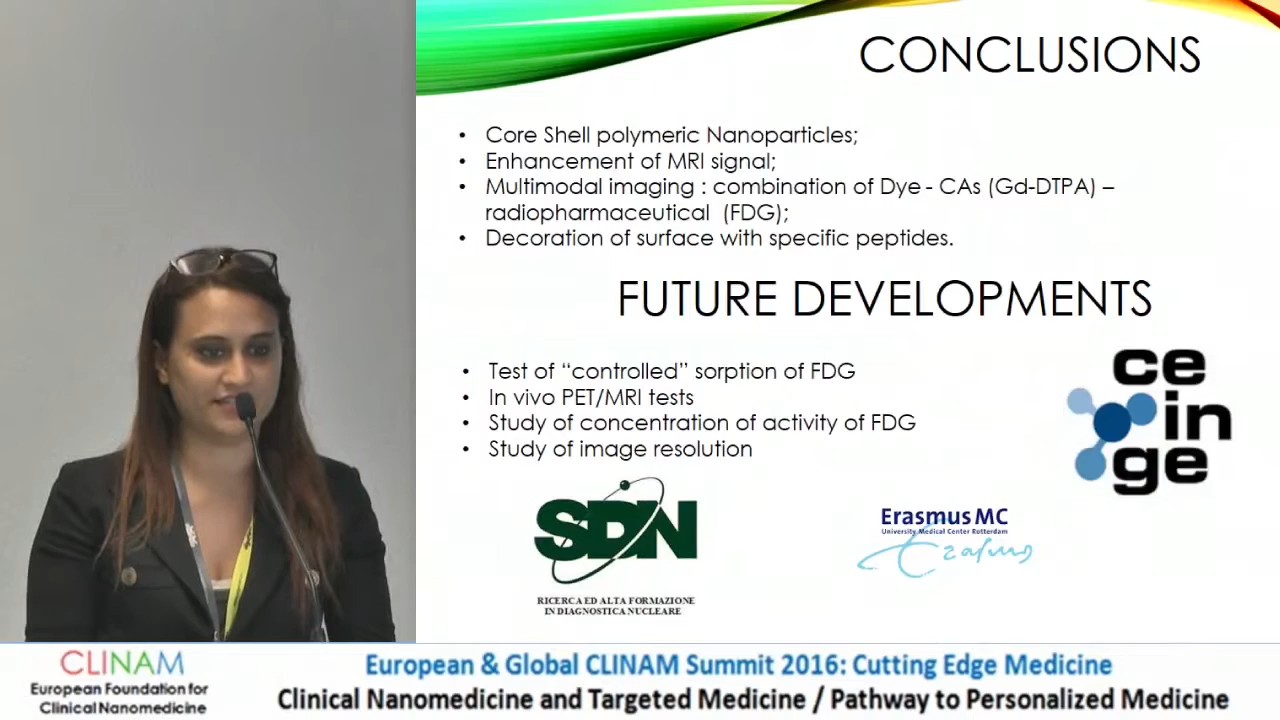 CONCLUSIONS
• Core Shell polymeric Nanoparticles;
• Enhancement of MRI signal;
• Multimodal imaging : combination of Dye - CAs (Gd-DTPA) –
radiopharmaceutical (FDG);
• Decoration of surface with specific peptides.
FUTURE DEVELOPMENTS
• Test of “controlled” sorption of FDG
• In vivo PET/MRI tests
• Study of concentration of activity of FDG
• Study of image resolution
ce
in
ge
SDN
RICERCA ED ALTA FORMAZIONE
IN DIAGNOSTICA NUCLEARE
Erasmus MC
University Medical Center Rotterdam
Erasmus
CLINAM
European Foundation for
Clinical Nanomedicine
European & Global CLINAM Summit 2016: Cutting Edge Medicine
Clinical Nanomedicine and Targeted Medicine / Pathway to Personalized Medicine